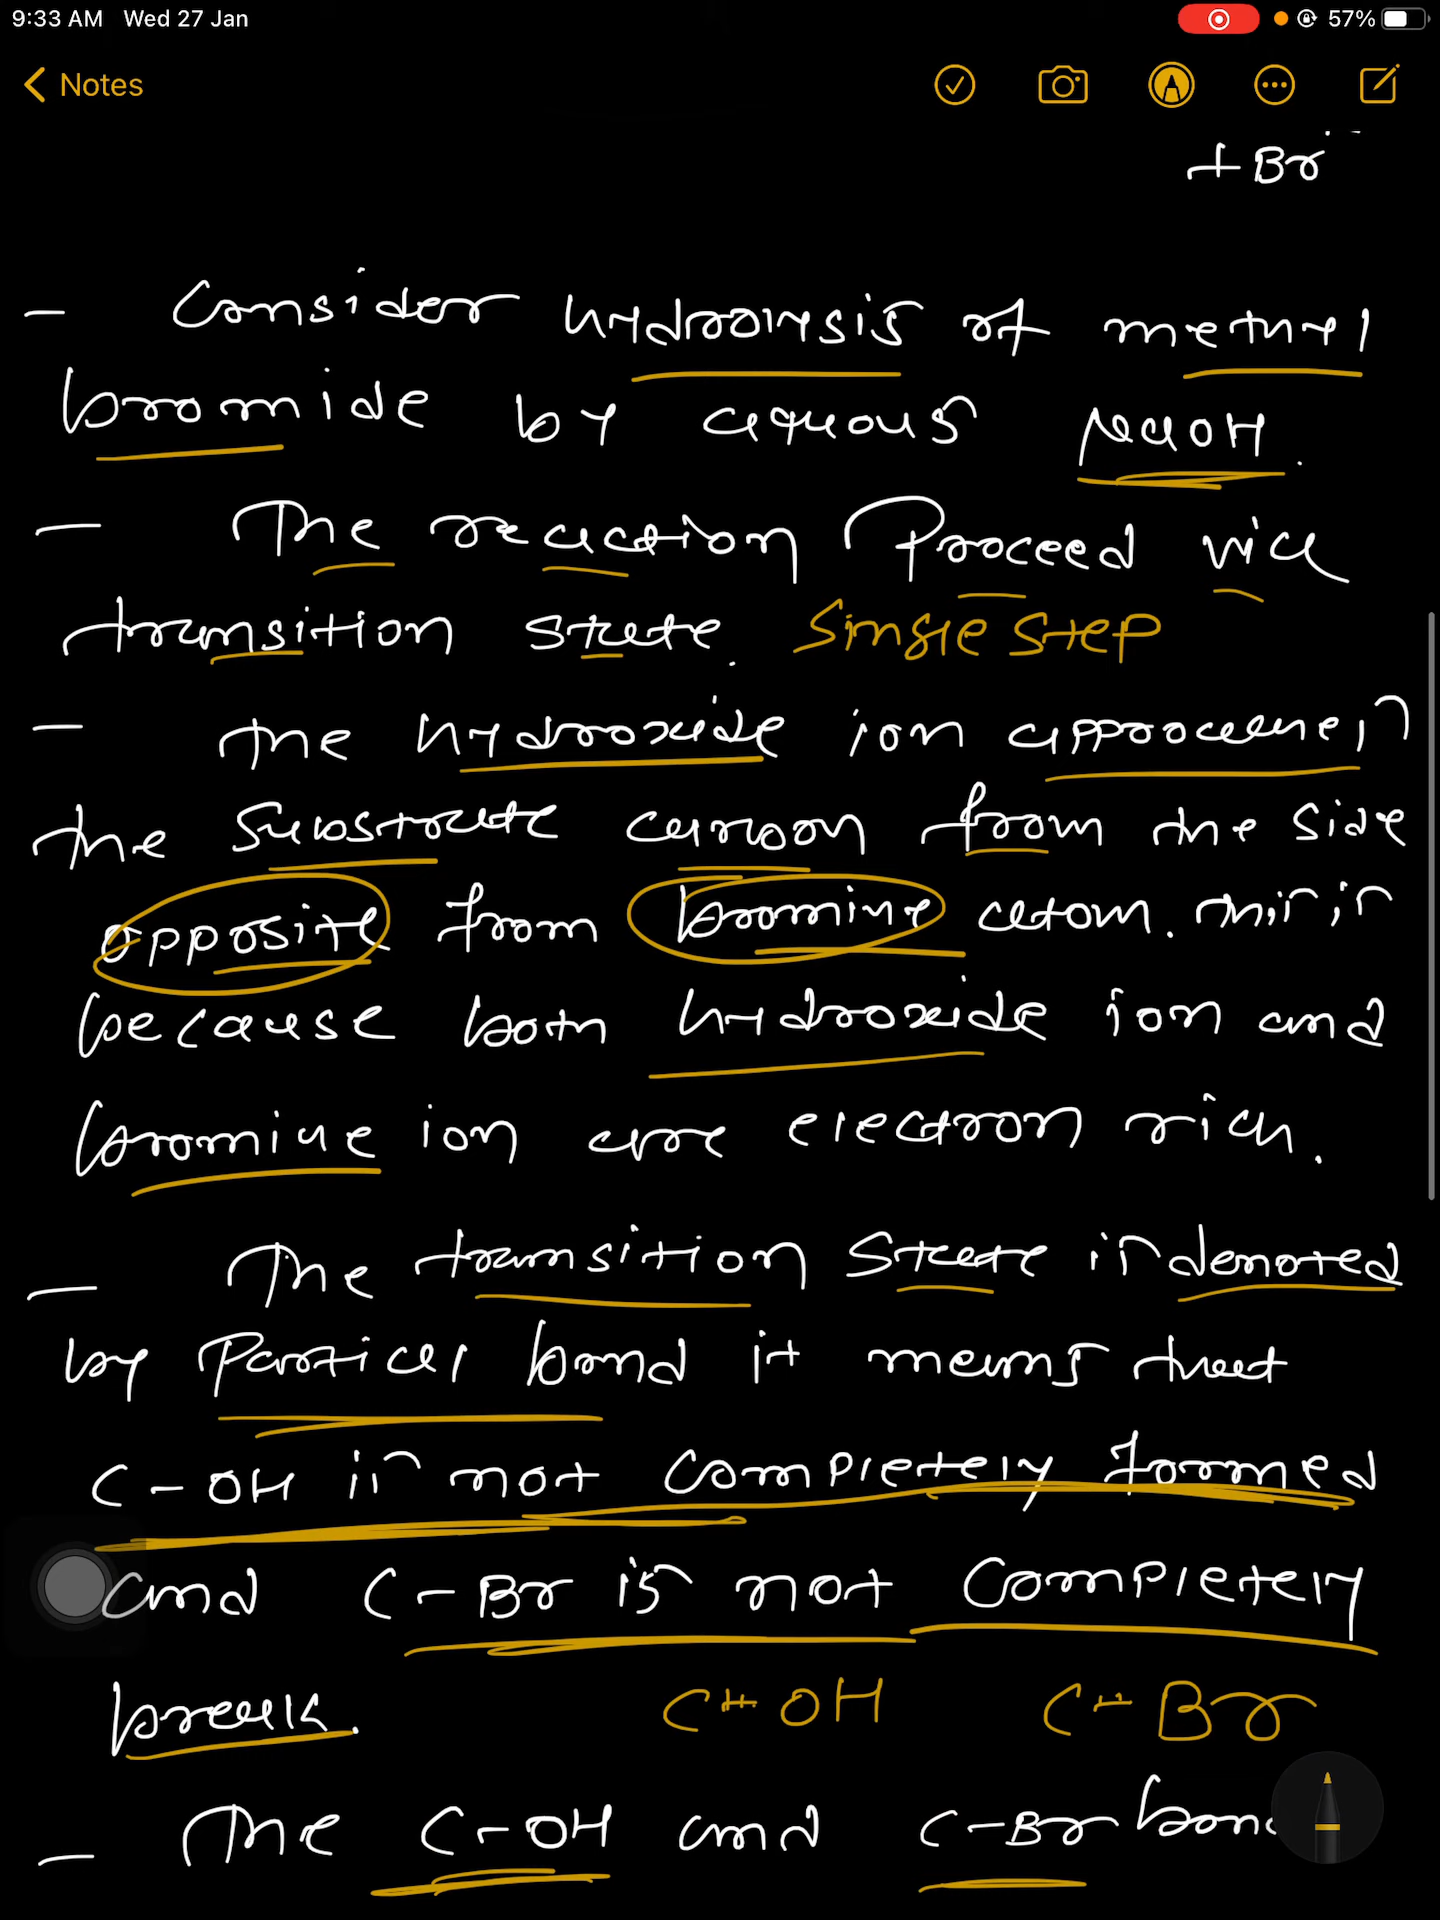 9:33 AM Wed 27 Jan 57%
Notes
+ Br
- Consider hydrolysis of methyl
bromide by aqueous NaOH.
- The reaction Proceed via
transition state. Single step
- the hydroxide ion approaches
the substrate carbon from the side
opposite from bromine atom. this is
because both hydroxide ion and
bromine ion are electron rich.
- The transition state is denoted
by Partial bond it means that
C-OH is not completely formed
and C-Br is not completely
break. C-OH C-Br
- The C-OH and C-Br bond